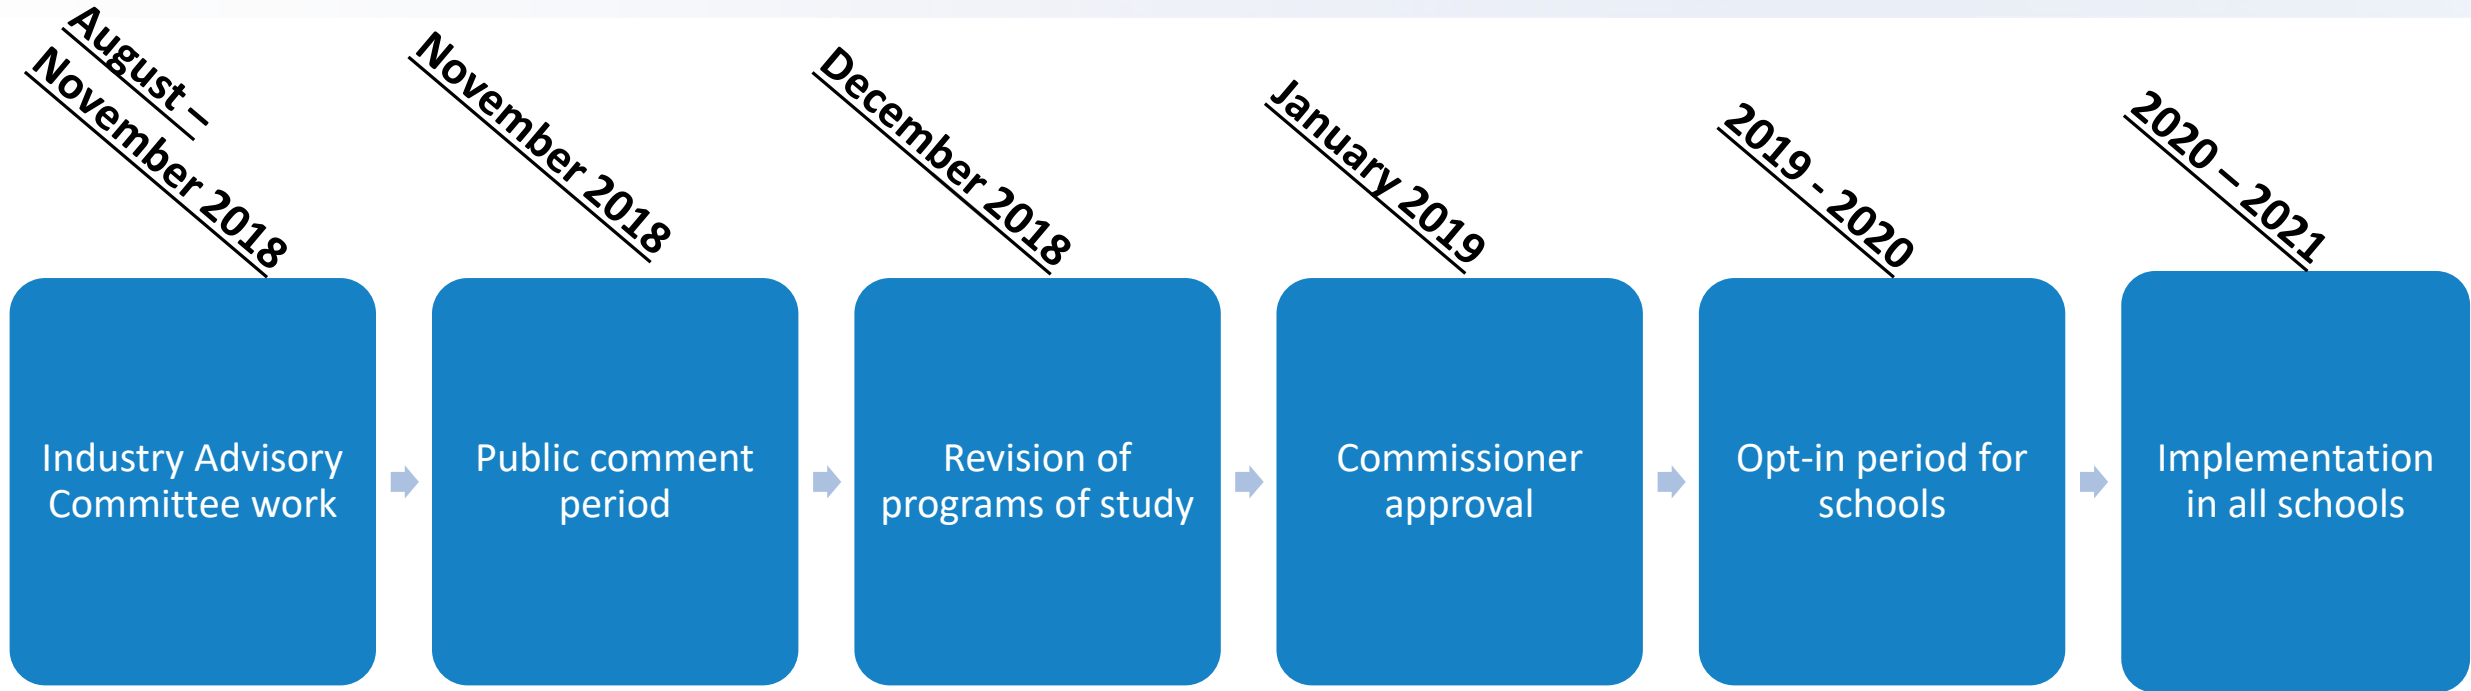 August –
November 2018
November 2018
December 2018
January 2019
2019 - 2020
2020 – 2021
Industry Advisory
Committee work
Public comment
period
Revision of
programs of study
Commissioner
approval
Opt-in period for
schools
Implementation
in all schools